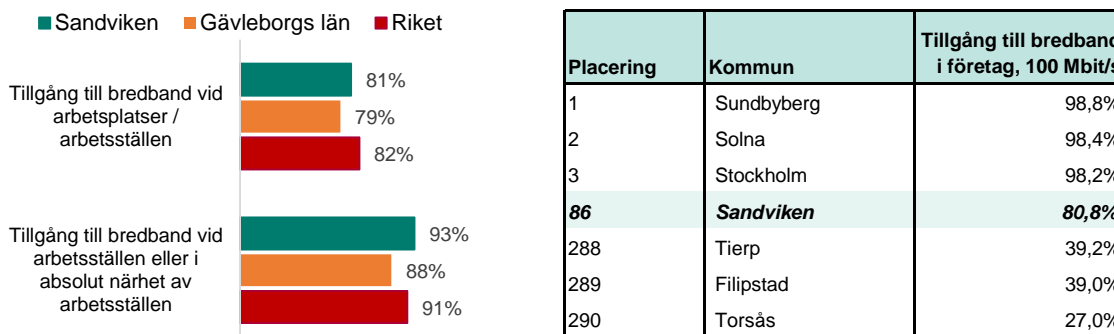 Sandviken Gävleborgs län Riket
Tillgång till bredband vid
arbetsplatser /
arbetsställen
81%
79%
82%
Tillgång till bredband vid
arbetsställen eller i
absolut närhet av
arbetsställen
93%
88%
91%
Tillgång till bredband
Placering Kommun i företag, 100 Mbit/s
1 Sundbyberg 98,8%
2 Solna 98,4%
3 Stockholm 98,2%
86 Sandviken 80,8%
288 Tierp 39,2%
289 Filipstad 39,0%
290 Torsås 27,0%